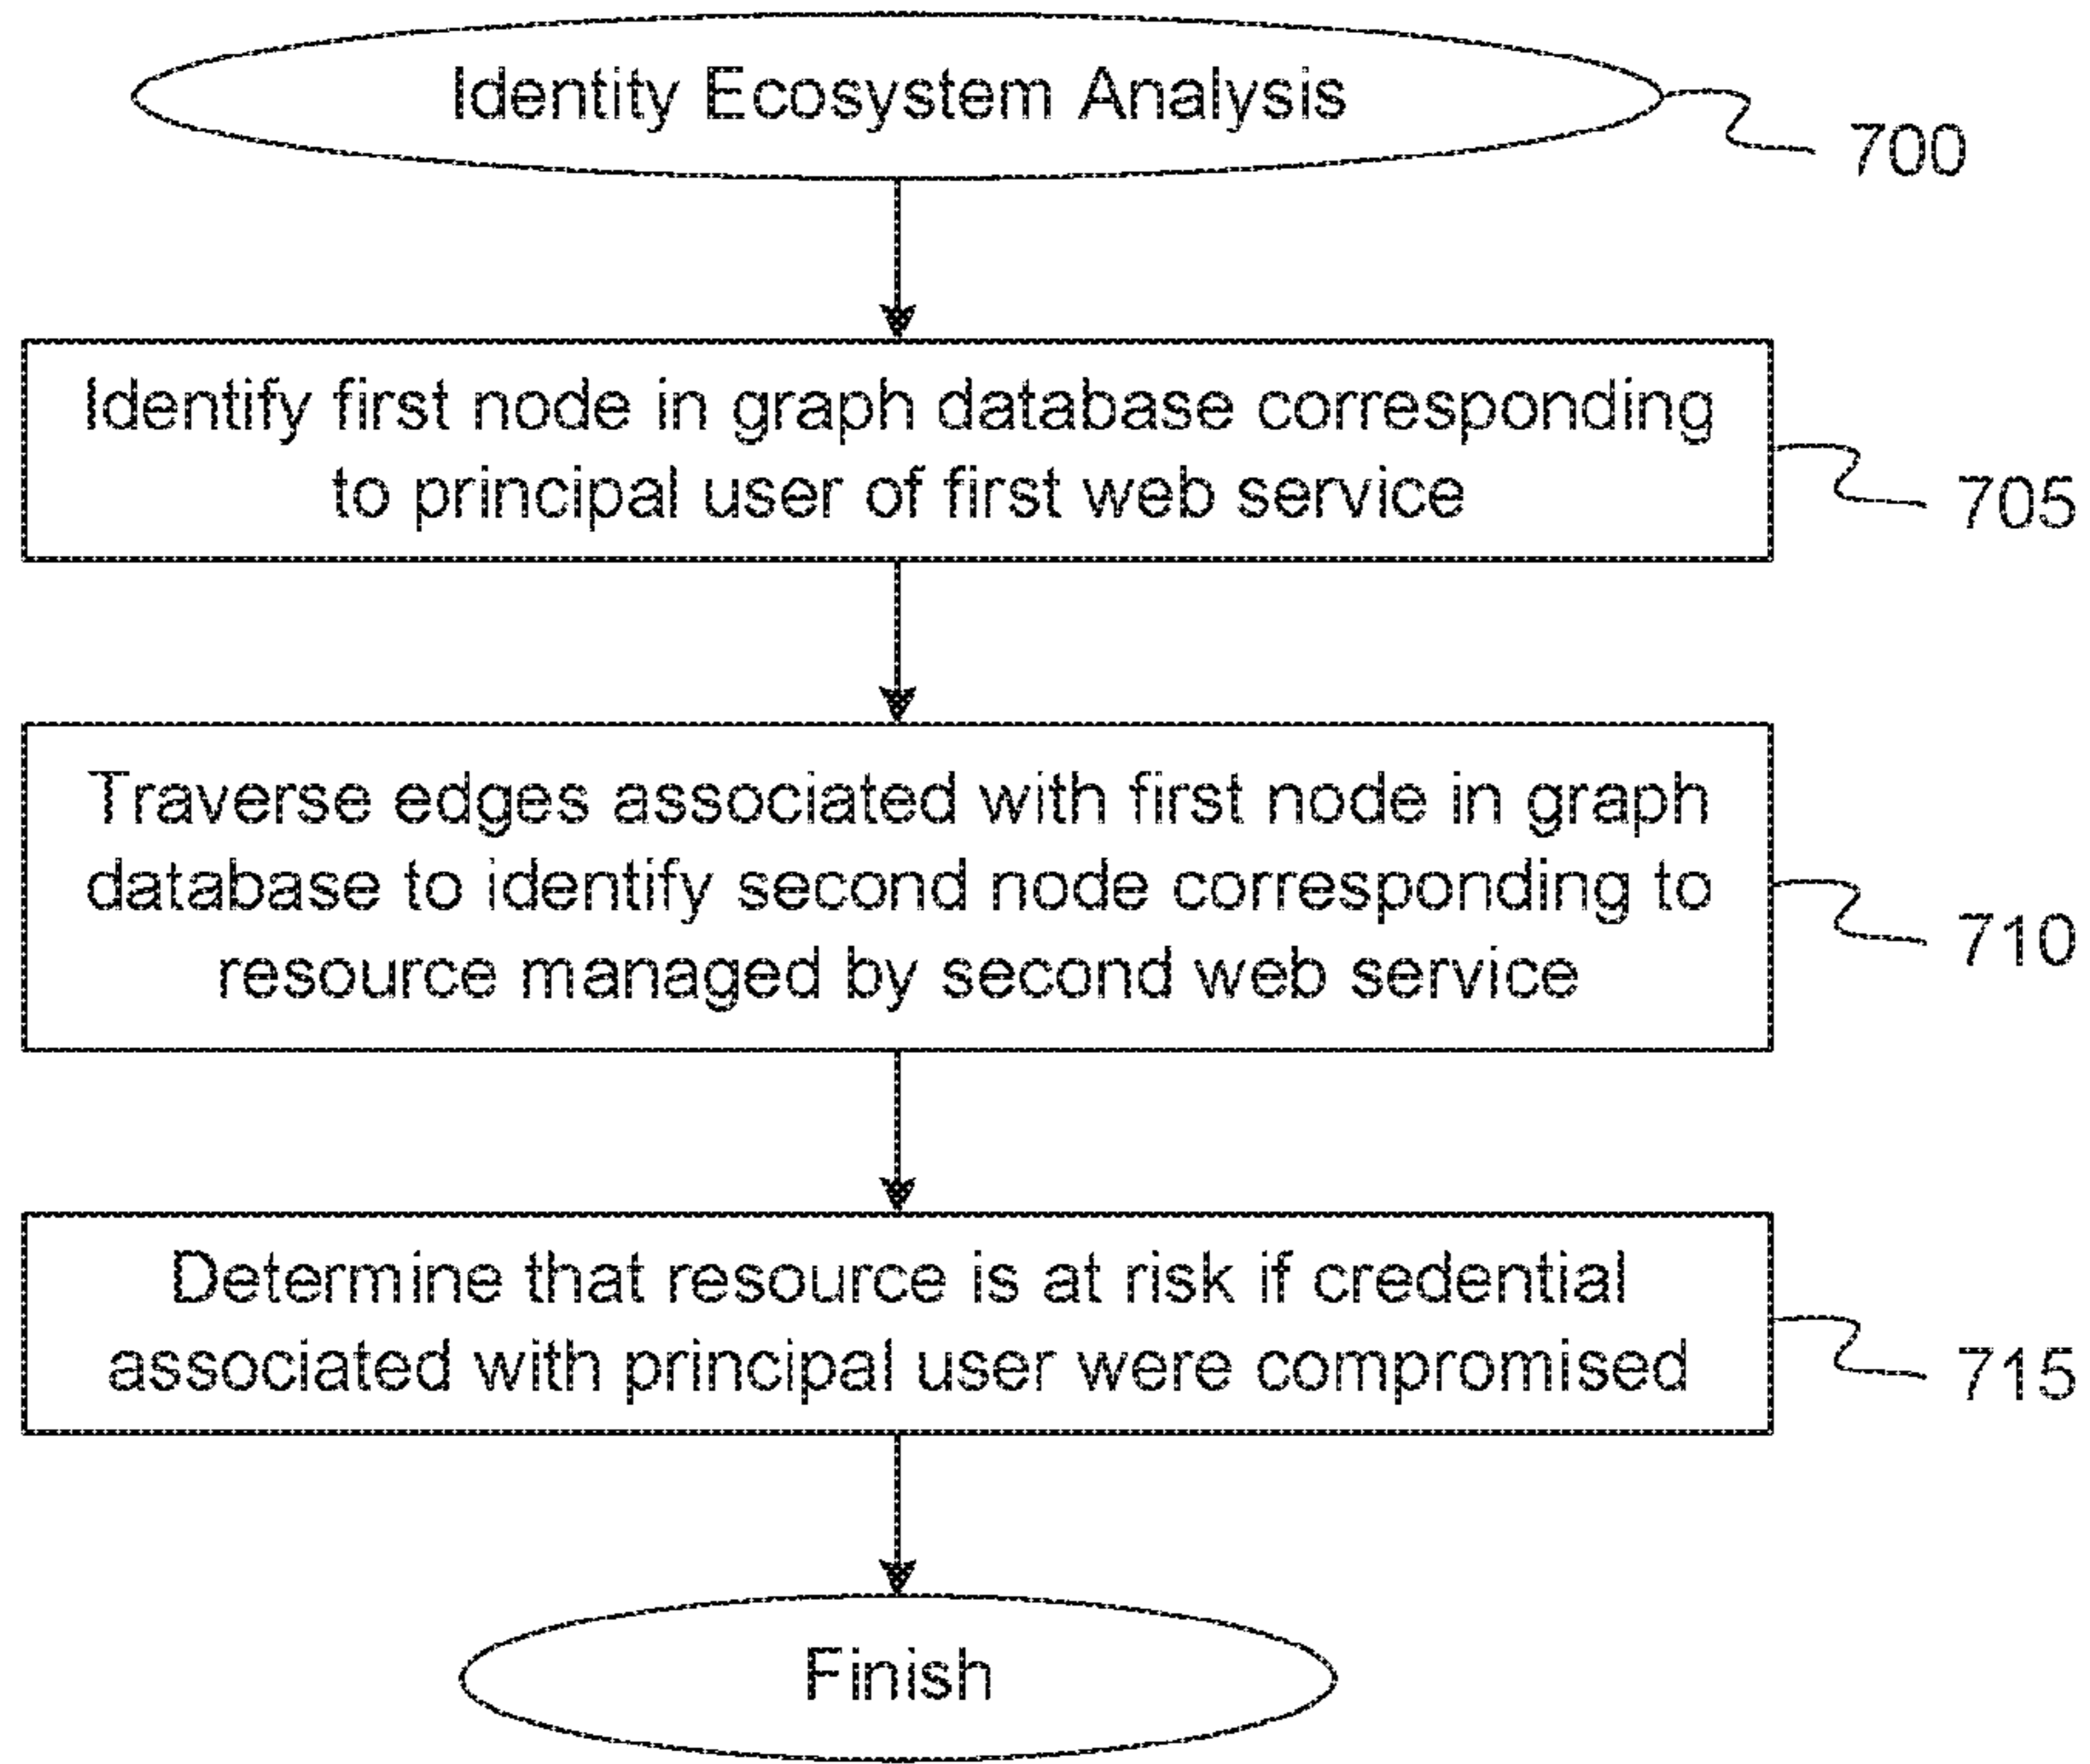 Identity Ecosystem Analysis
700
Identify first node in graph database corresponding
to principal user of first web service
705
Traverse edges associated with first node in graph
database to identify second node corresponding to
resource managed by second web service
710
Determine that resource is at risk if credential
associated with principal user were compromised
715
Finish